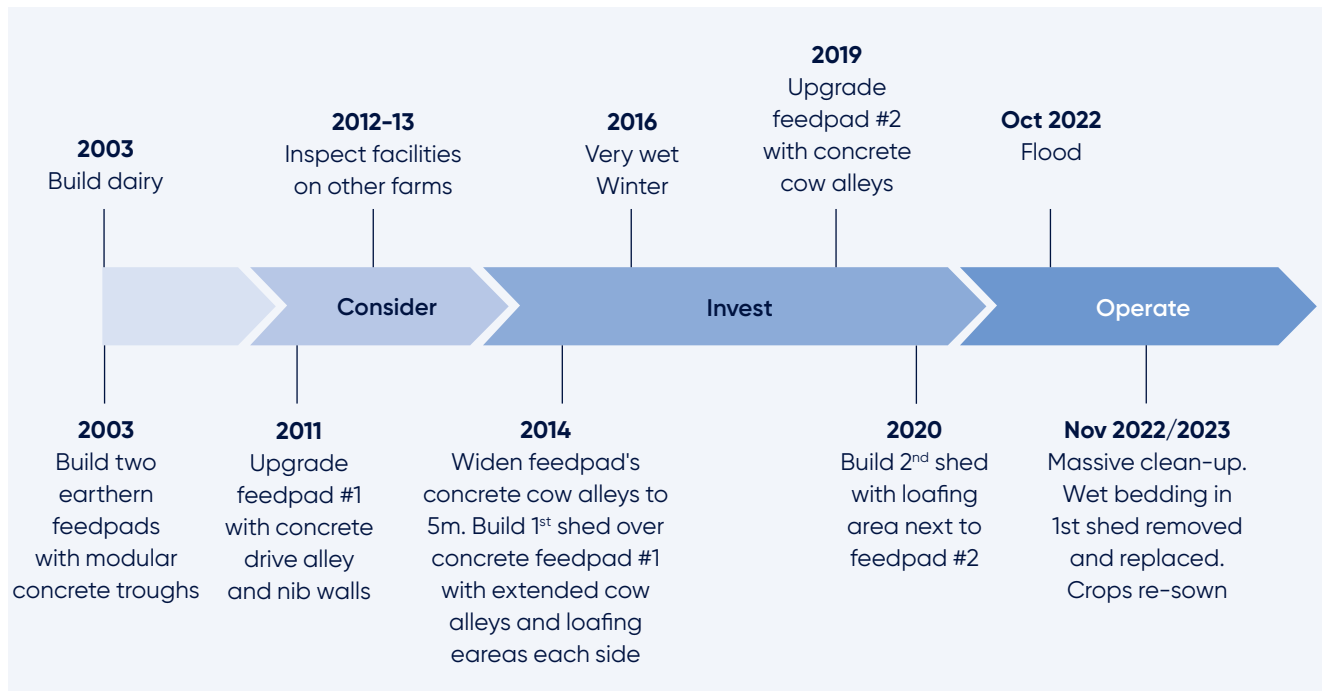 2003
Build dairy
2012-13
Inspect facilities
on other farms
2016
Very wet
Winter
2019
Upgrade
feedpad #2
with concrete
cow alleys
Oct 2022
Flood
Consider
Invest
Operate
2003
Build two
earthern
feedpads
with modular
concrete troughs
2011
Upgrade
feedpad #1
with concrete
drive alley
and nib walls
2014
Widen feedpad's
concrete cow alleys to
5m. Build 1st shed over
concrete feedpad #1
with extended cow
alleys and loafing
eareas each side
2020
Build 2nd shed
with loafing
area next to
feedpad #2
Nov 2022/2023
Massive clean-up.
Wet bedding in
1st shed removed
and replaced.
Crops re-sown